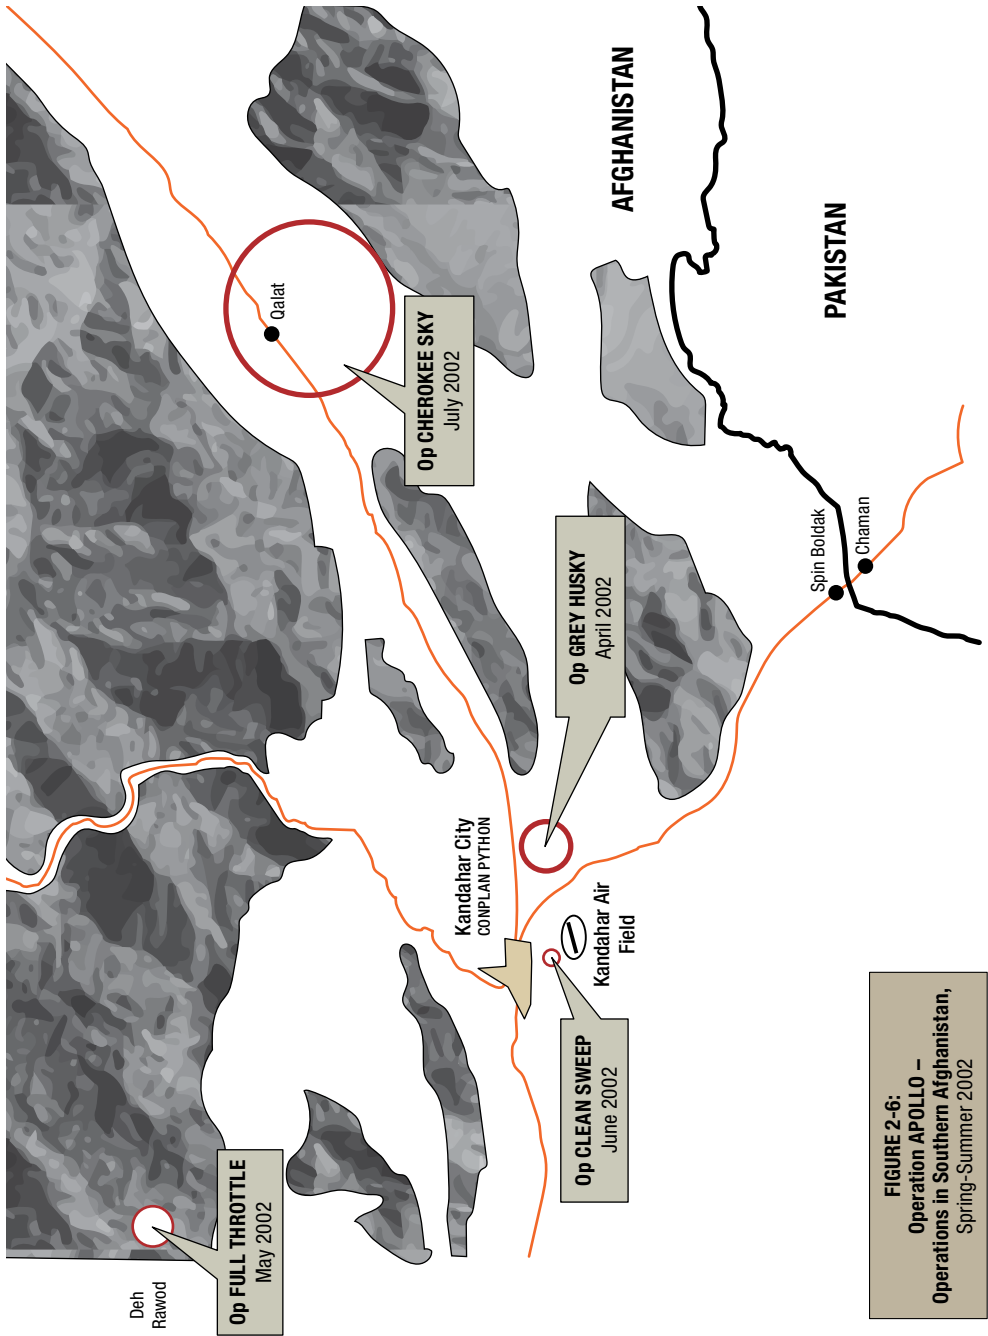 Deh
Rawod
Op FULL THROTTLE
May 2002
Qalat
Op CHEROKEE SKY
July 2002
Kandahar City
CONPLAN PYTHON
Op GREY HUSKY
April 2002
Op CLEAN SWEEP
June 2002
Kandahar Air
Field
AFGHANISTAN
PAKISTAN
Spin Boldak
Chaman
FIGURE 2-6:
Operation APOLLO –
Operations in Southern Afghanistan,
Spring-Summer 2002